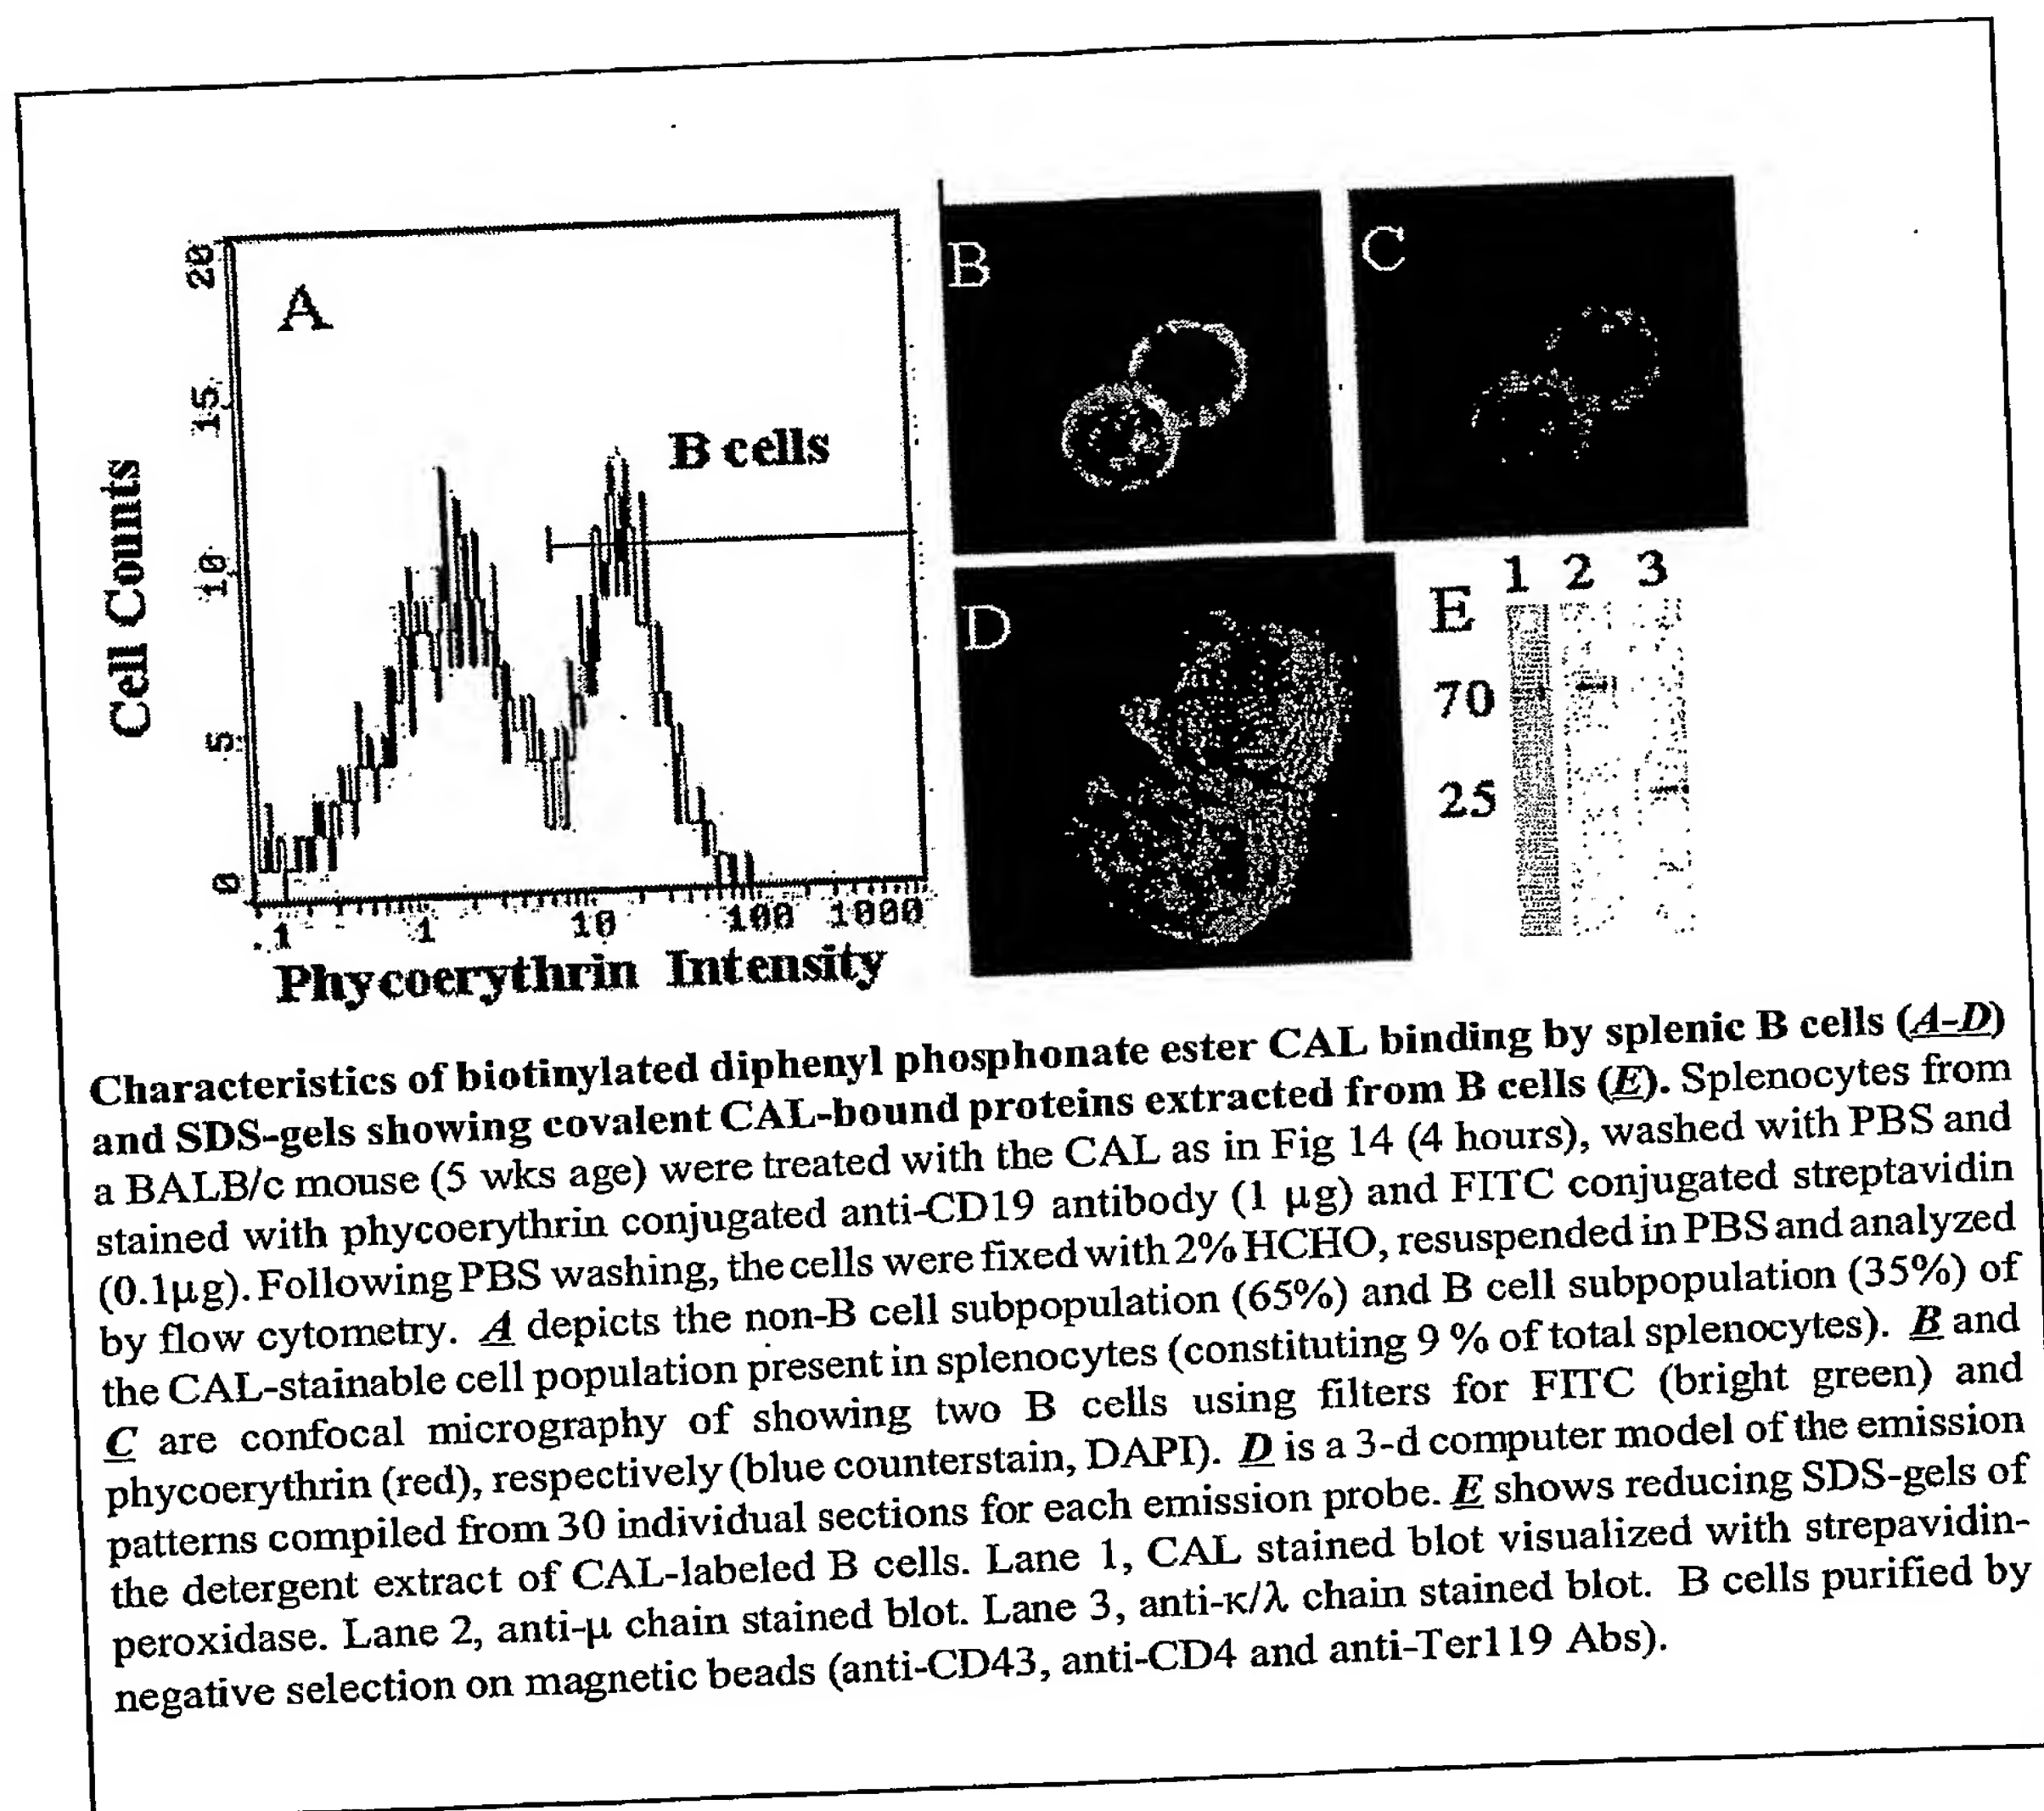 A
B cells
20
15
10
5
0
Cell Counts
.1 1 10 100 1000
Phycoerythrin Intensity
B
C
D
E
1 2 3
70
25
Characteristics of biotinylated diphenyl phosphonate ester CAL binding by splenic B cells (A-D)
and SDS-gels showing covalent CAL-bound proteins extracted from B cells (E). Splenocytes from
a BALB/c mouse (5 wks age) were treated with the CAL as in Fig 14 (4 hours), washed with PBS and
stained with phycoerythrin conjugated anti-CD19 antibody (1 μg) and FITC conjugated streptavidin
(0.1μg). Following PBS washing, the cells were fixed with 2% HCHO, resuspended in PBS and analyzed
by flow cytometry. A depicts the non-B cell subpopulation (65%) and B cell subpopulation (35%) of
the CAL-stainable cell population present in splenocytes (constituting 9 % of total splenocytes). B and
C are confocal micrography of showing two B cells using filters for FITC (bright green) and
phycoerythrin (red), respectively (blue counterstain, DAPI). D is a 3-d computer model of the emission
patterns compiled from 30 individual sections for each emission probe. E shows reducing SDS-gels of
the detergent extract of CAL-labeled B cells. Lane 1, CAL stained blot visualized with strepavidin-
peroxidase. Lane 2, anti-μ chain stained blot. Lane 3, anti-κ/λ chain stained blot. B cells purified by
negative selection on magnetic beads (anti-CD43, anti-CD4 and anti-Ter119 Abs).